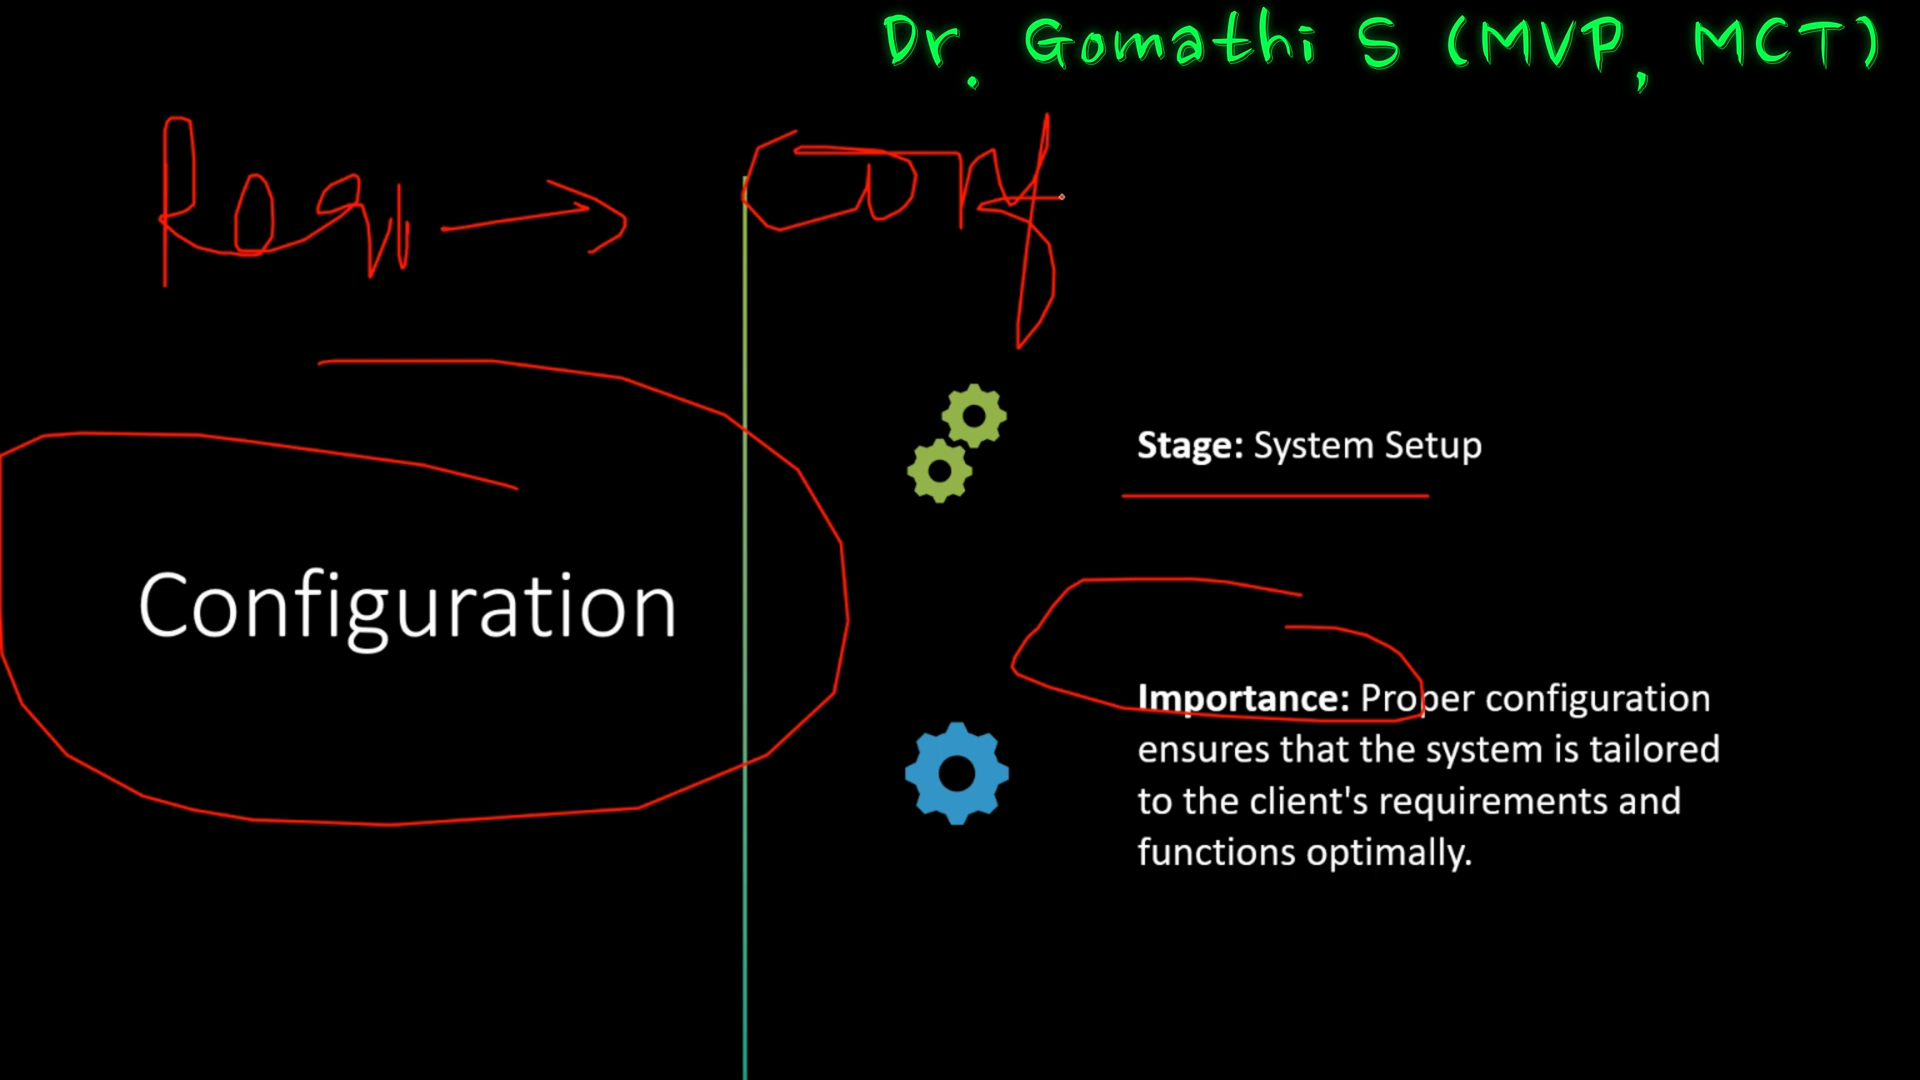 Dr. Gomathi S (MVP, MCT)
Req → Conf
Configuration
Stage: System Setup
Importance: Proper configuration
ensures that the system is tailored
to the client's requirements and
functions optimally.